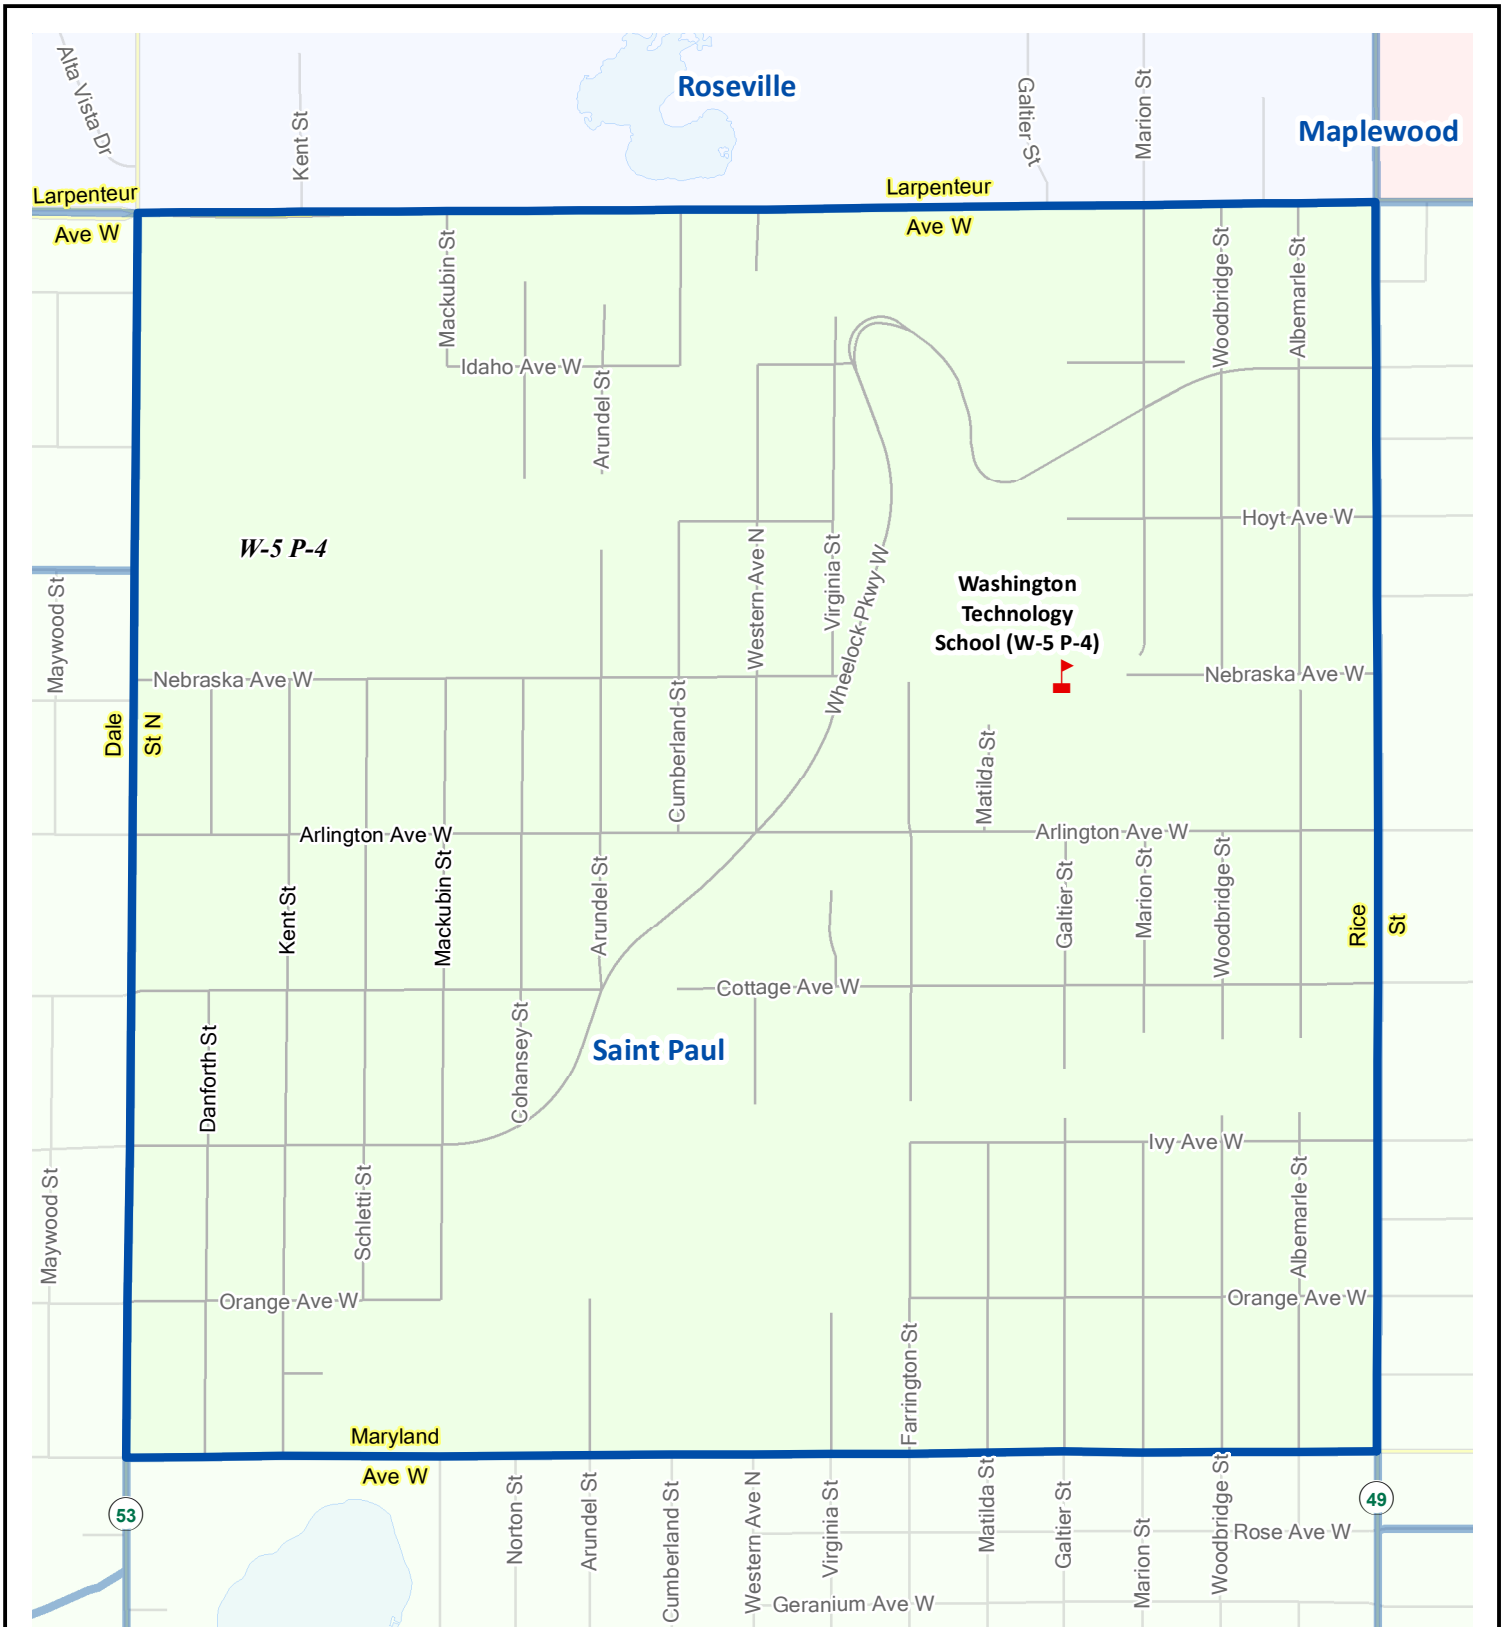 Alta Vista Dr
Kent St
Roseville
Galtier St
Marion St
Maplewood
Larpenteur
Ave W
Larpenteur
Ave W
Mackubin St
Woodbridge St
Albemarle St
Idaho Ave W
Arundel St
W-5 P-4
Hoyt Ave W
Western Ave N
Virginia St
Wheelock Pkwy W
Washington
Technology
School (W-5 P-4)
Maywood St
Nebraska Ave W
Nebraska Ave W
Dale
St N
Cumberland St
Matilda St
Arlington Ave W
Arlington Ave W
Kent St
Mackubin St
Arundel St
Galtier St
Marion St
Woodbridge St
Rice
St
Cottage Ave W
Danforth St
Cohansey St
Saint Paul
Ivy Ave W
Maywood St
Schletti St
Albemarle St
Orange Ave W
Orange Ave W
Farrington St
Maryland
Ave W
53
49
Norton St
Arundel St
Cumberland St
Western Ave N
Virginia St
Matilda St
Galtier St
Marion St
Woodbridge St
Rose Ave W
Geranium Ave W